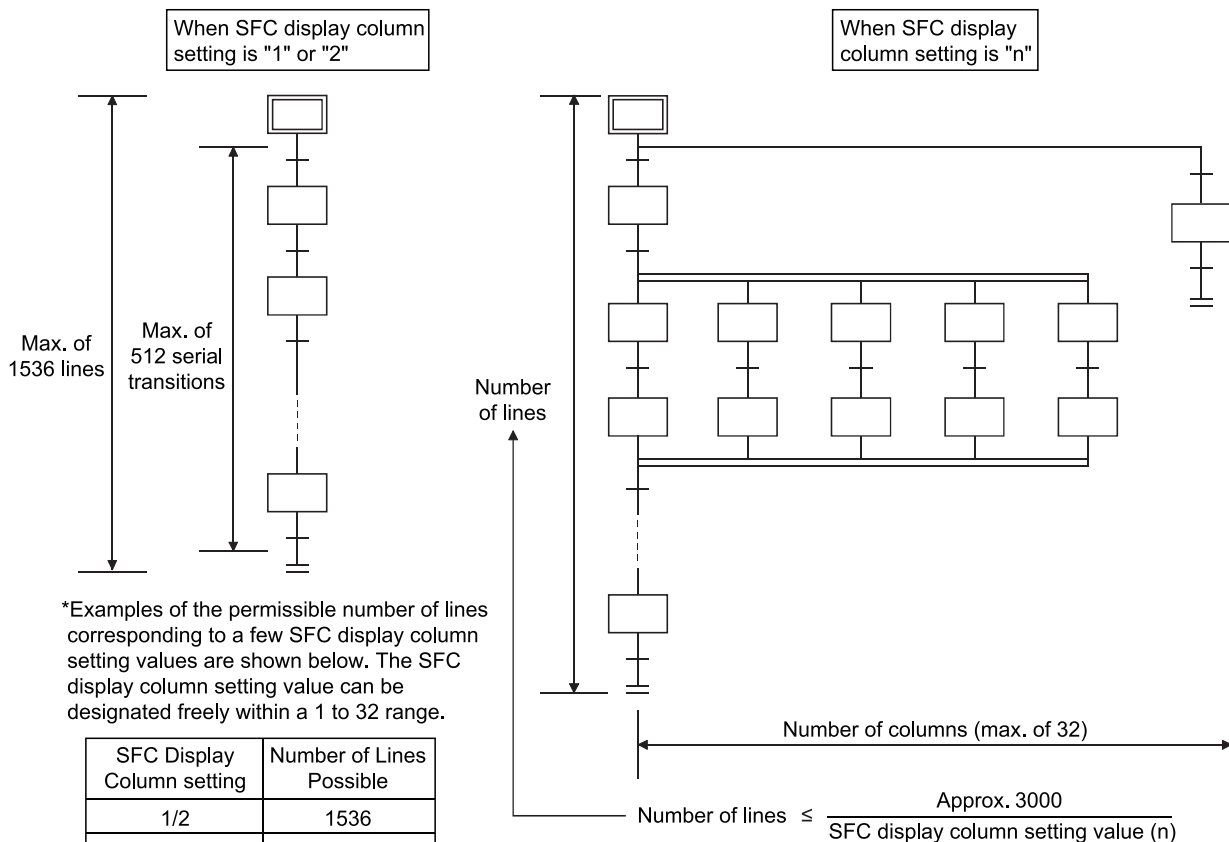 When SFC display column
setting is "1" or "2"
When SFC display
column setting is "n"
Max. of
1536 lines
Max. of
512 serial
transitions
Number
of lines
*Examples of the permissible number of lines
corresponding to a few SFC display column
setting values are shown below. The SFC
display column setting value can be
designated freely within a 1 to 32 range.
Number of columns (max. of 32)
SFC Display
Column setting
Number of Lines
Possible
1/2
1536
Number of lines ≤
Approx. 3000
SFC display column setting value (n)